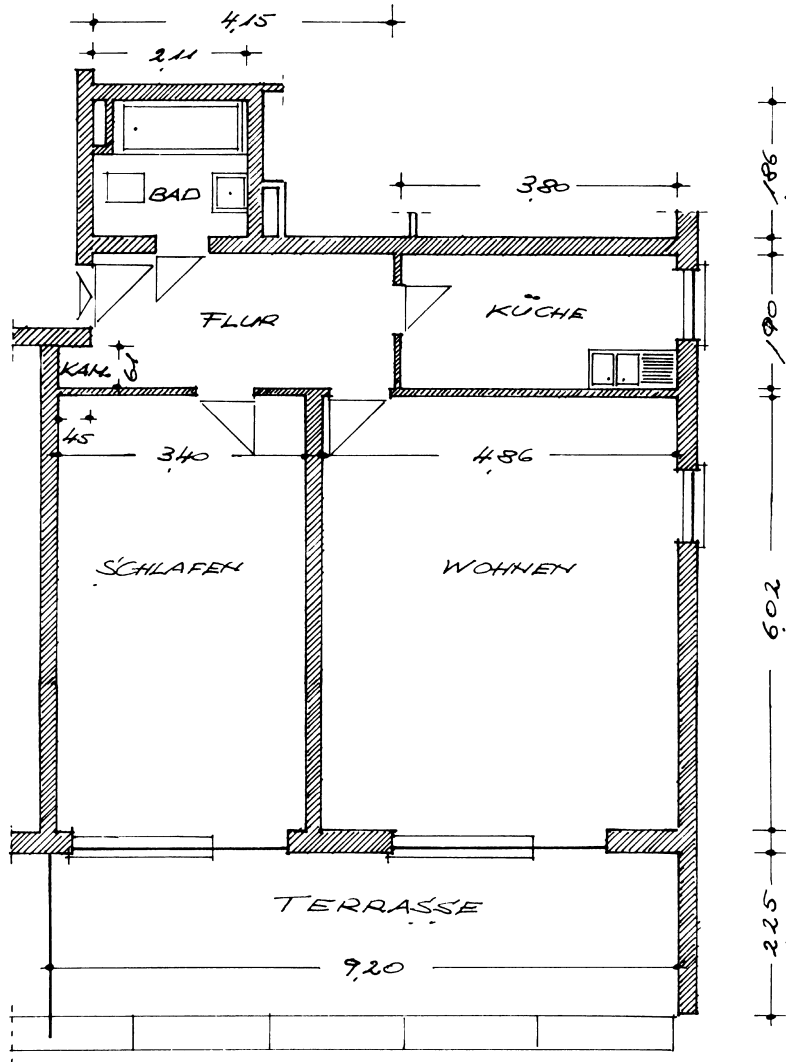 4,15
2,11
3,80
1,86
BAD
FLUR
KÜCHE
1,90
KAM.
61
45
3,40
4,86
SCHLAFEN
WOHNEN
6,02
TERRASSE
2,25
9,20